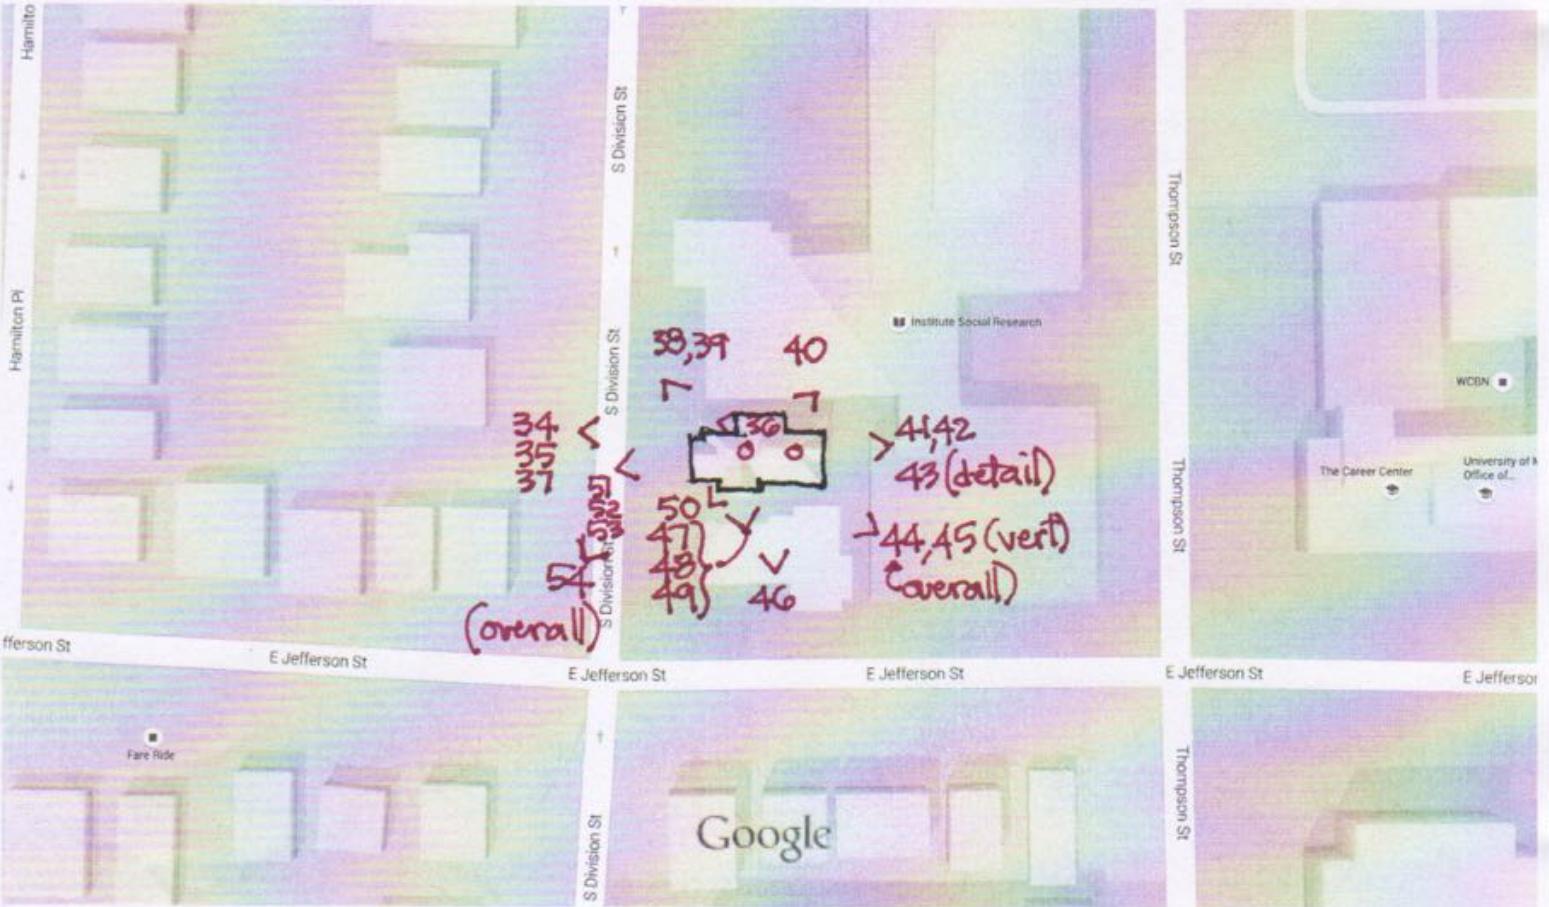 Hamilto
S Division St
Thompson St
Hamilton Pl
S Division St
Institute Social Research
38,39
40
WCBN
34
35
37
36
41,42
43 (detail)
The Career Center
University of M
Office of...
Thompson St
51
52
53
50
47
48
49
44,45 (vert)
(overall)
46
54
(overall)
S Division St
fferson St
E Jefferson St
E Jefferson St
E Jefferson St
E Jefferson St
E Jefferson
Fare Ride
Thompson St
S Division St
Google